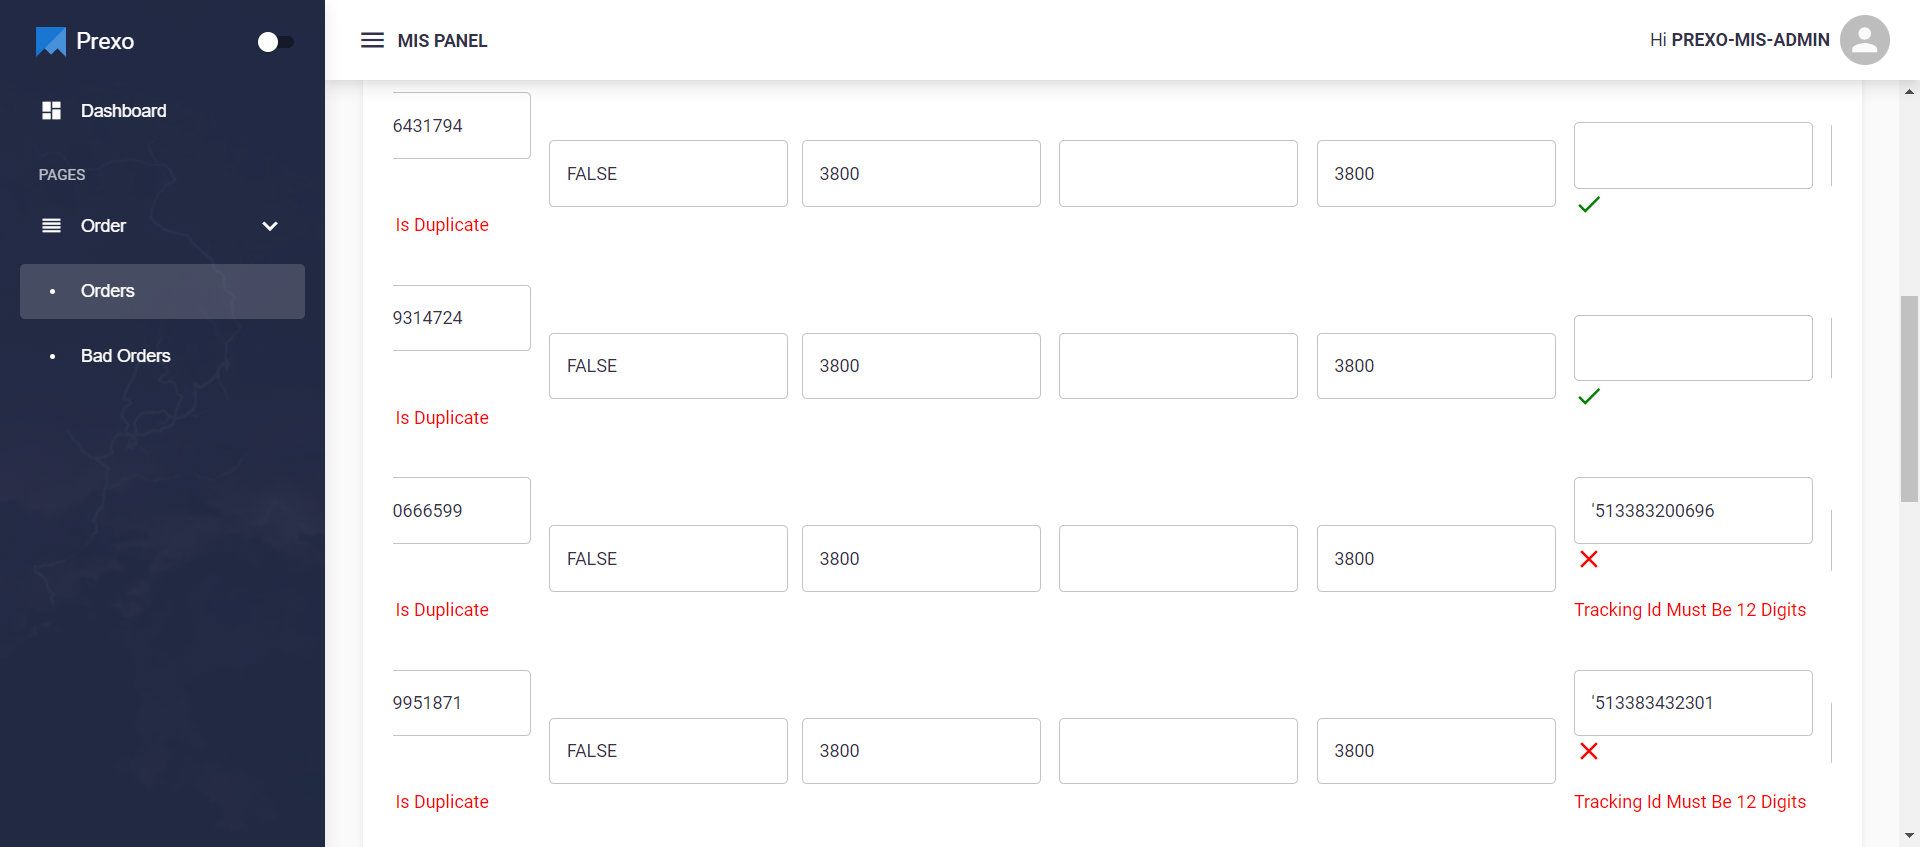 Prexo
MIS PANEL
Hi PREXO-MIS-ADMIN
Dashboard
PAGES
Order
Orders
Bad Orders
6431794
FALSE
3800
3800
Is Duplicate
9314724
FALSE
3800
3800
Is Duplicate
0666599
FALSE
3800
3800
'513383200696
Is Duplicate
Tracking Id Must Be 12 Digits
9951871
FALSE
3800
3800
'513383432301
Is Duplicate
Tracking Id Must Be 12 Digits